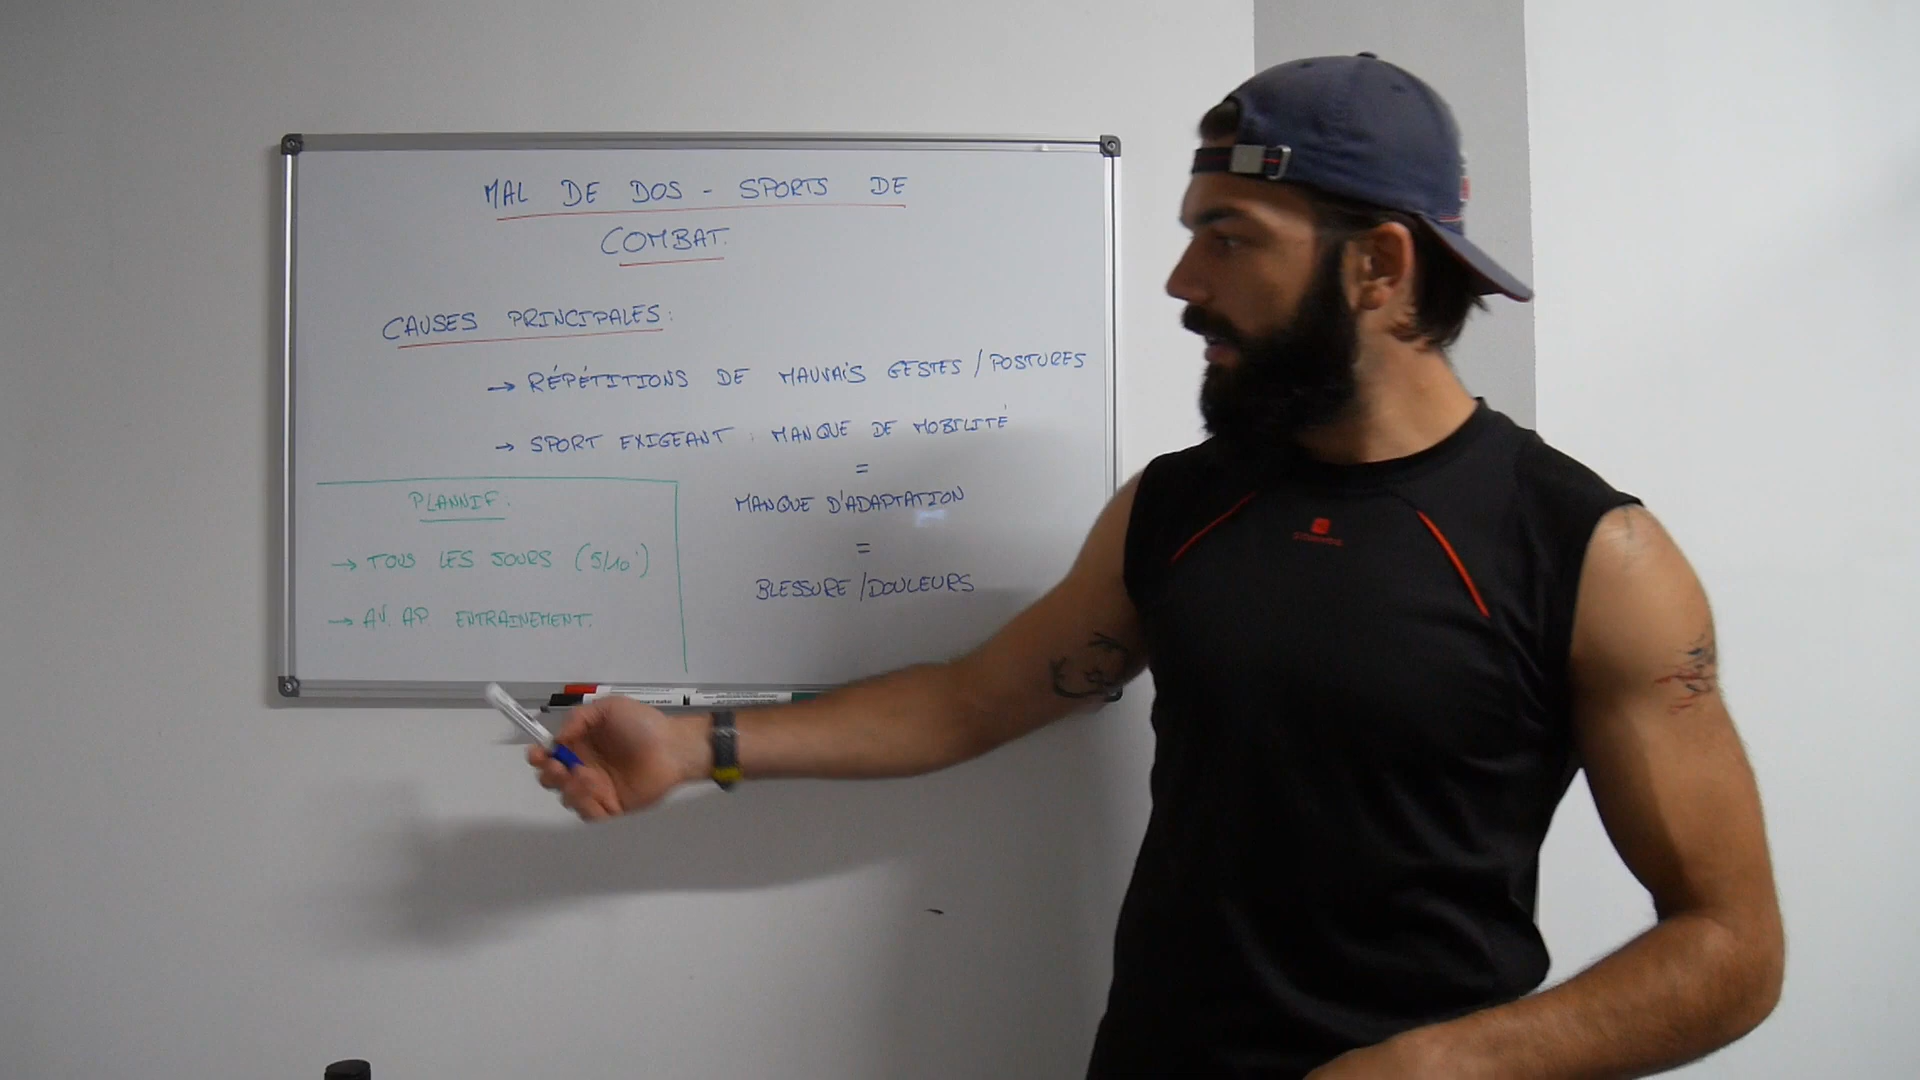 MAL DE DOS - SPORTS DE
COMBAT.
CAUSES PRINCIPALES:
→ RÉPÉTITIONS DE MAUVAIS GESTES / POSTURES
→ SPORT EXIGEANT : MANQUE DE MOBILITÉ
=
MANQUE D'ADAPTATION
=
BLESSURE / DOULEURS
PLANNIF:
→ TOUS LES JOURS (5/10')
→ AV. AP. ENTRAINEMENT.